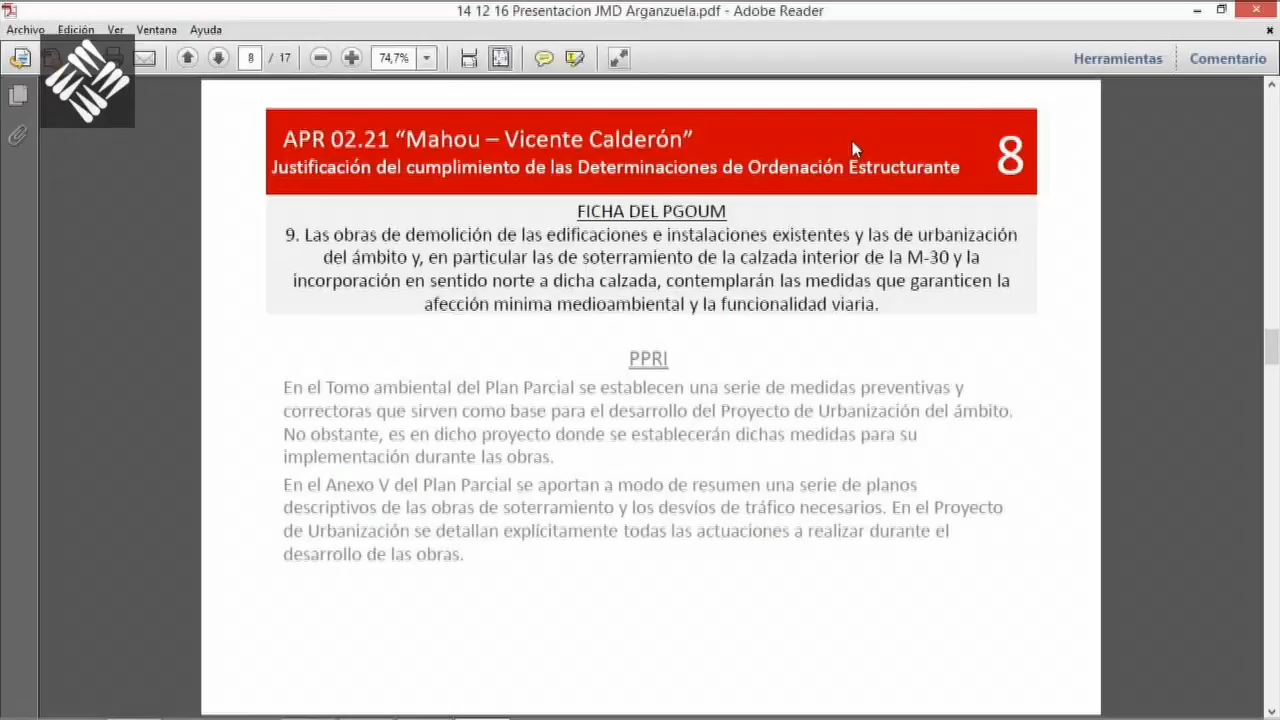 14 12 16 Presentacion JMD Arganzuela.pdf - Adobe Reader
Archivo Edición Ver Ventana Ayuda
8 / 17 74,7% Herramientas Comentario
APR 02.21 “Mahou – Vicente Calderón”
Justificación del cumplimiento de las Determinaciones de Ordenación Estructurante
8
FICHA DEL PGOUM
9. Las obras de demolición de las edificaciones e instalaciones existentes y las de urbanización
del ámbito y, en particular las de soterramiento de la calzada interior de la M-30 y la
incorporación en sentido norte a dicha calzada, contemplarán las medidas que garanticen la
afección minima medioambiental y la funcionalidad viaria.
PPRI
En el Tomo ambiental del Plan Parcial se establecen una serie de medidas preventivas y
correctoras que sirven como base para el desarrollo del Proyecto de Urbanización del ámbito.
No obstante, es en dicho proyecto donde se establecerán dichas medidas para su
implementación durante las obras.
En el Anexo V del Plan Parcial se aportan a modo de resumen una serie de planos
descriptivos de las obras de soterramiento y los desvíos de tráfico necesarios. En el Proyecto
de Urbanización se detallan explícitamente todas las actuaciones a realizar durante el
desarrollo de las obras.